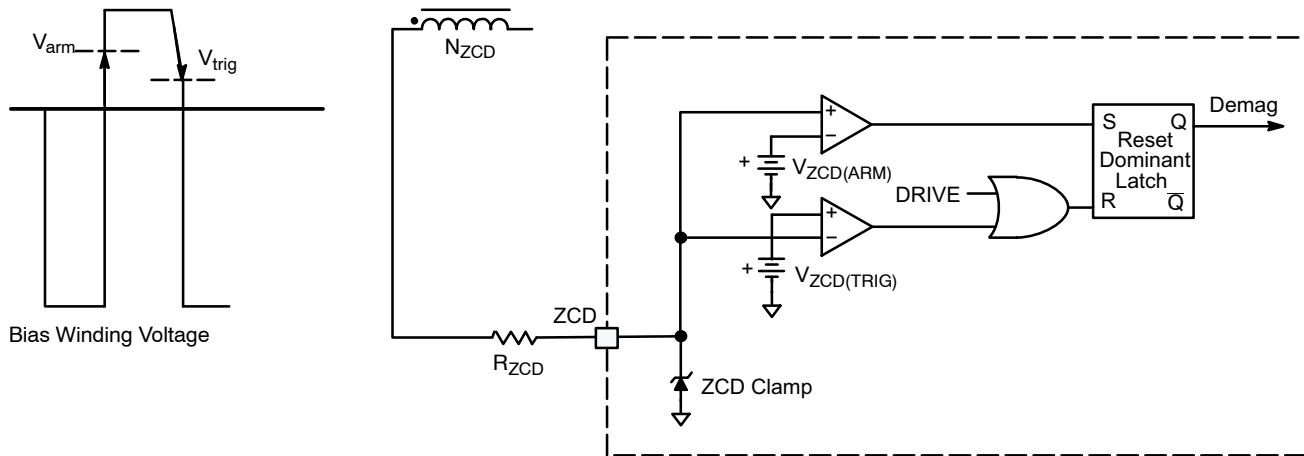 V_arm
V_trig
Bias Winding Voltage
N_ZCD
R_ZCD
ZCD
ZCD Clamp
+
−
+
V_ZCD(ARM)
+
−
+
V_ZCD(TRIG)
DRIVE
S Q
Reset
Dominant
Latch
R Q̅
Demag